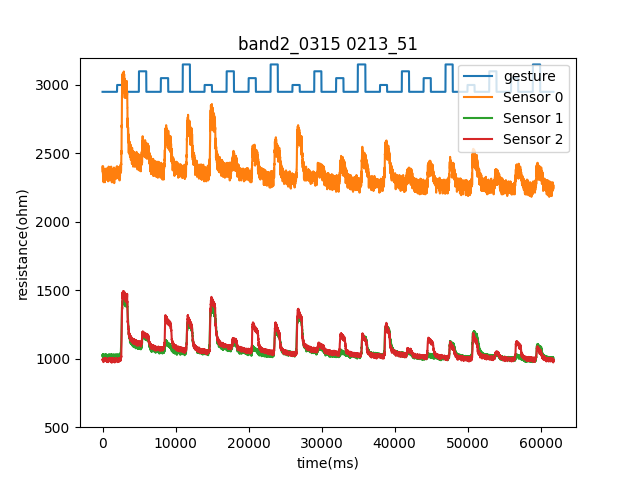 band2_0315 0213_51
gesture
Sensor 0
Sensor 1
Sensor 2
3000
2500
2000
1500
1000
500
resistance(ohm)
0 10000 20000 30000 40000 50000 60000
time(ms)